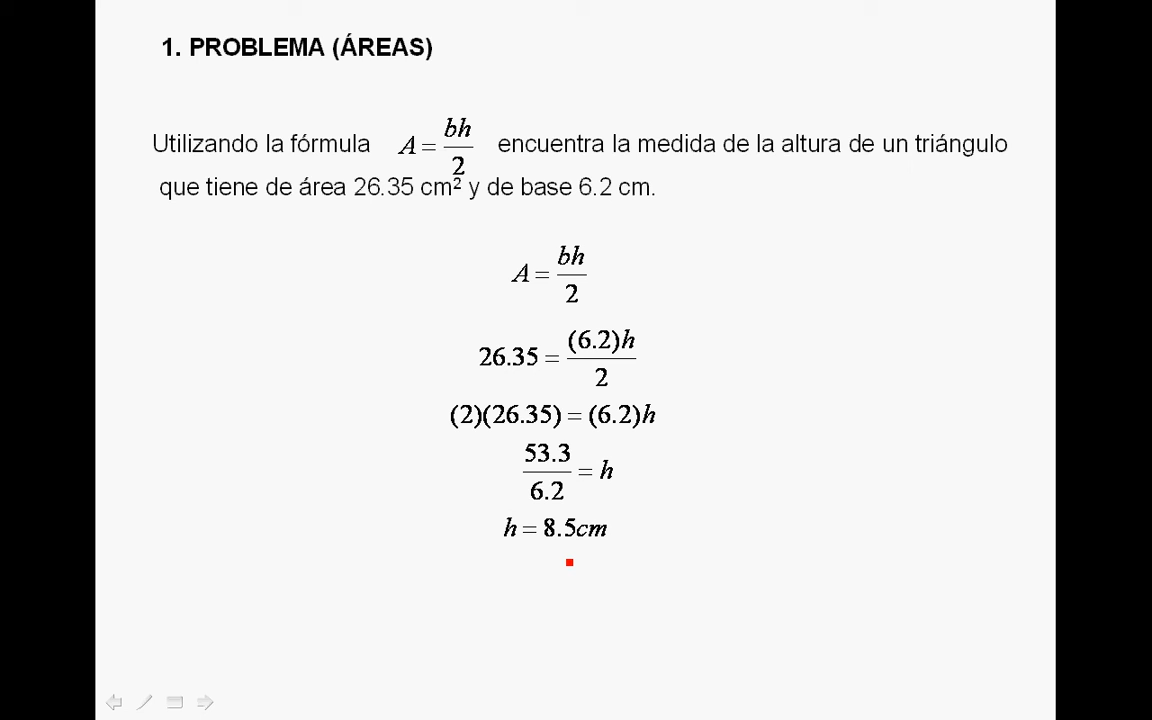 1. PROBLEMA (ÁREAS)
Utilizando la fórmula A = bh/2 encuentra la medida de la altura de un triángulo
que tiene de área 26.35 cm² y de base 6.2 cm.
A = bh/2
26.35 = (6.2)h/2
(2)(26.35) = (6.2)h
53.3/6.2 = h
h = 8.5cm